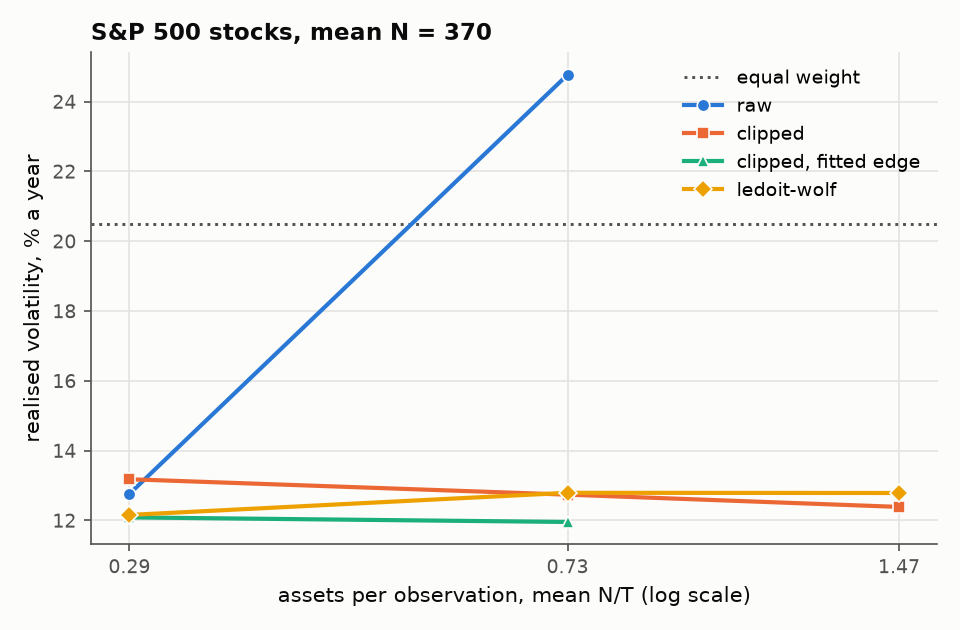 S&P 500 stocks, mean N = 370
equal weight
raw
clipped
clipped, fitted edge
ledoit-wolf
realised volatility, % a year
24
22
20
18
16
14
12
0.29
0.73
1.47
assets per observation, mean N/T (log scale)